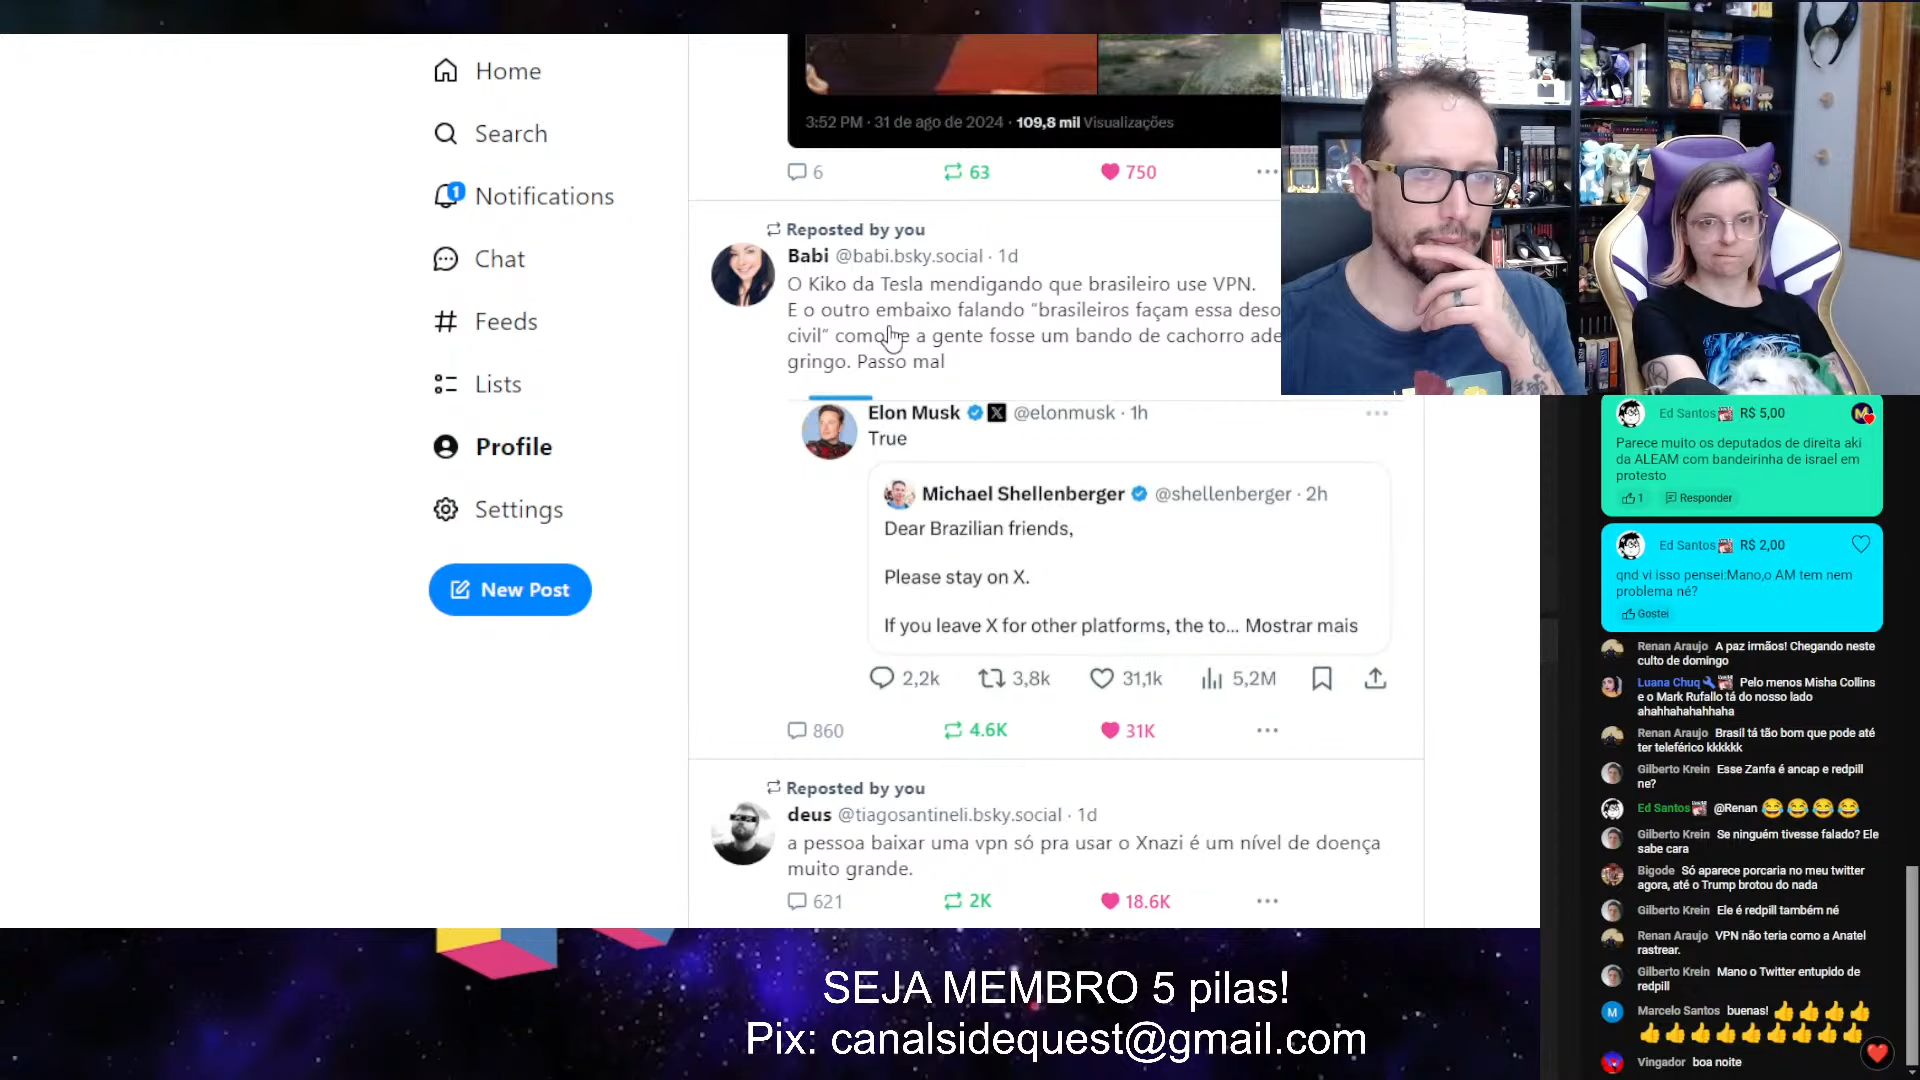 Home
Search
1
Notifications
Chat
Feeds
Lists
Profile
Settings
New Post
3:52 PM · 31 de ago de 2024 · 109,8 mil Visualizações
6
63
750
Reposted by you
Babi @babi.bsky.social · 1d
O Kiko da Tesla mendigando que brasileiro use VPN.
E o outro embaixo falando “brasileiros façam essa deso
civil” como a gente fosse um bando de cachorro ade
gringo. Passo mal
Elon Musk X @elonmusk · 1h
True
Michael Shellenberger @shellenberger · 2h
Dear Brazilian friends,
Please stay on X.
If you leave X for other platforms, the to... Mostrar mais
2,2k
3,8k
31,1k
5,2M
860
4.6K
31K
Reposted by you
deus @tiagosantineli.bsky.social · 1d
a pessoa baixar uma vpn só pra usar o Xnazi é um nível de doença
muito grande.
621
2K
18.6K
SEJA MEMBRO 5 pilas!
Pix: canalsidequest@gmail.com
Ed Santos R$ 5,00
Parece muito os deputados de direita aki
da ALEAM com bandeirinha de israel em
protesto
1
Responder
Ed Santos R$ 2,00
qnd vi isso pensei:Mano,o AM tem nem
problema né?
Gostei
Renan Araujo A paz irmãos! Chegando neste
culto de domingo
Luana Chuq Pelo menos Misha Collins
e o Mark Rufallo tá do nosso lado
ahahhahahahhaha
Renan Araujo Brasil tá tão bom que pode até
ter teleférico kkkkkk
Gilberto Krein Esse Zanfa é ancap e redpill
ne?
Ed Santos @Renan 😂😂😂😂
Gilberto Krein Se ninguém tivesse falado? Ele
sabe cara
Bigode Só aparece porcaria no meu twitter
agora, até o Trump brotou do nada
Gilberto Krein Ele é redpill também né
Renan Araujo VPN não teria como a Anatel
rastrear.
Gilberto Krein Mano o Twitter entupido de
redpill
M
Marcelo Santos buenas! 👍👍👍👍
👍👍👍👍👍👍👍👍👍
Vingador boa noite